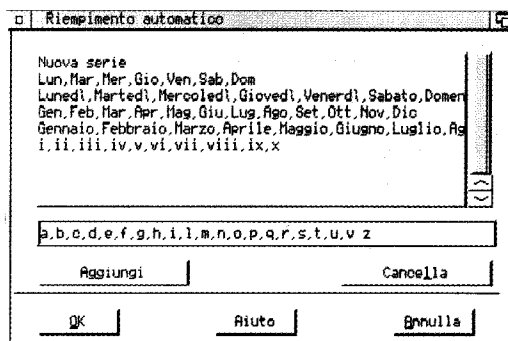 Riempimento automatico
Nuova serie
Lun,Mar,Mer,Gio,Ven,Sab,Dom
Lunedì,Martedì,Mercoledì,Giovedì,Venerdì,Sabato,Domen
Gen,Feb,Mar,Apr,Mag,Giu,Lug,Ago,Set,Ott,Nov,Dic
Gennaio,Febbraio,Marzo,Aprile,Maggio,Giugno,Luglio,Ag
i,ii,iii,iv,v,vi,vii,viii,ix,x
a,b,c,d,e,f,g,h,i,l,m,n,o,p,q,r,s,t,u,v z
Aggiungi Cancella
OK Aiuto Annulla